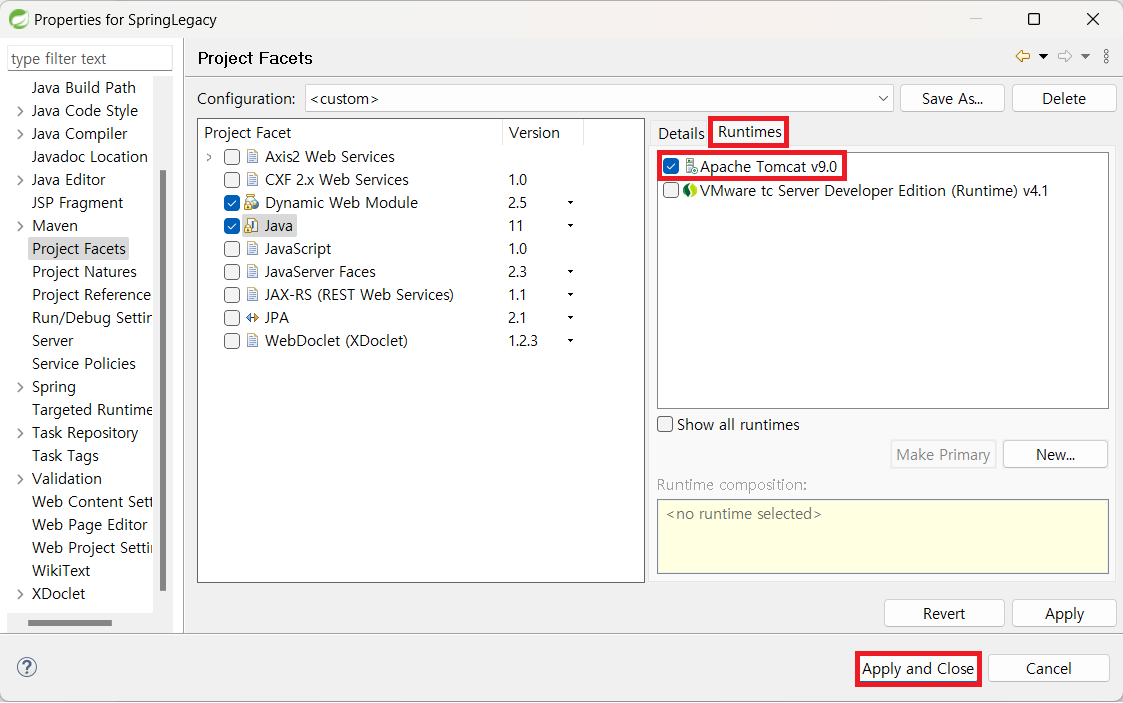 Properties for SpringLegacy
type filter text
Java Build Path
Java Code Style
Java Compiler
Javadoc Location
Java Editor
JSP Fragment
Maven
Project Facets
Project Natures
Project Reference
Run/Debug Settin
Server
Service Policies
Spring
Targeted Runtime
Task Repository
Task Tags
Validation
Web Content Sett
Web Page Editor
Web Project Settin
WikiText
XDoclet
Project Facets
Configuration: <custom> Save As... Delete
Project Facet Version
Axis2 Web Services
CXF 2.x Web Services 1.0
Dynamic Web Module 2.5
Java 11
JavaScript 1.0
JavaServer Faces 2.3
JAX-RS (REST Web Services) 1.1
JPA 2.1
WebDoclet (XDoclet) 1.2.3
Details Runtimes
Apache Tomcat v9.0
VMware tc Server Developer Edition (Runtime) v4.1
Show all runtimes
Make Primary New...
Runtime composition:
<no runtime selected>
Revert Apply
? Apply and Close Cancel